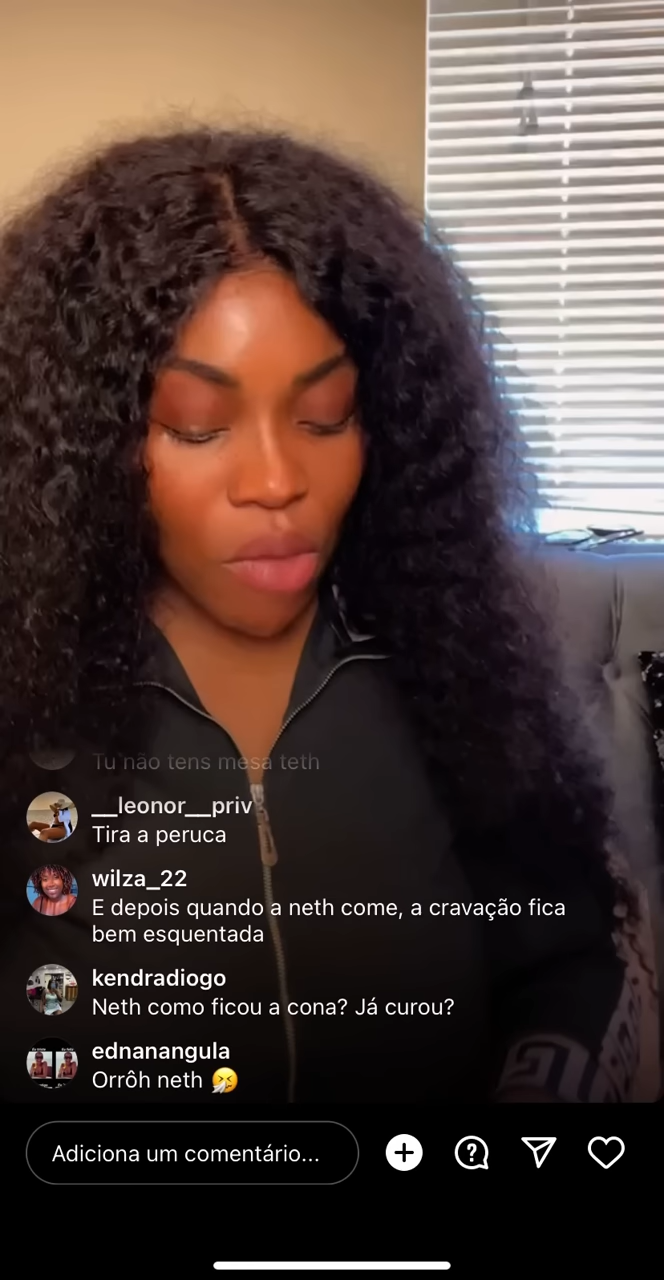 Tu não tens mesa teth
__leonor__priv
Tira a peruca
wilza_22
E depois quando a neth come, a cravação fica
bem esquentada
kendradiogo
Neth como ficou a cona? Já curou?
ednanangula
Orrôh neth 🤧
Adiciona um comentário...